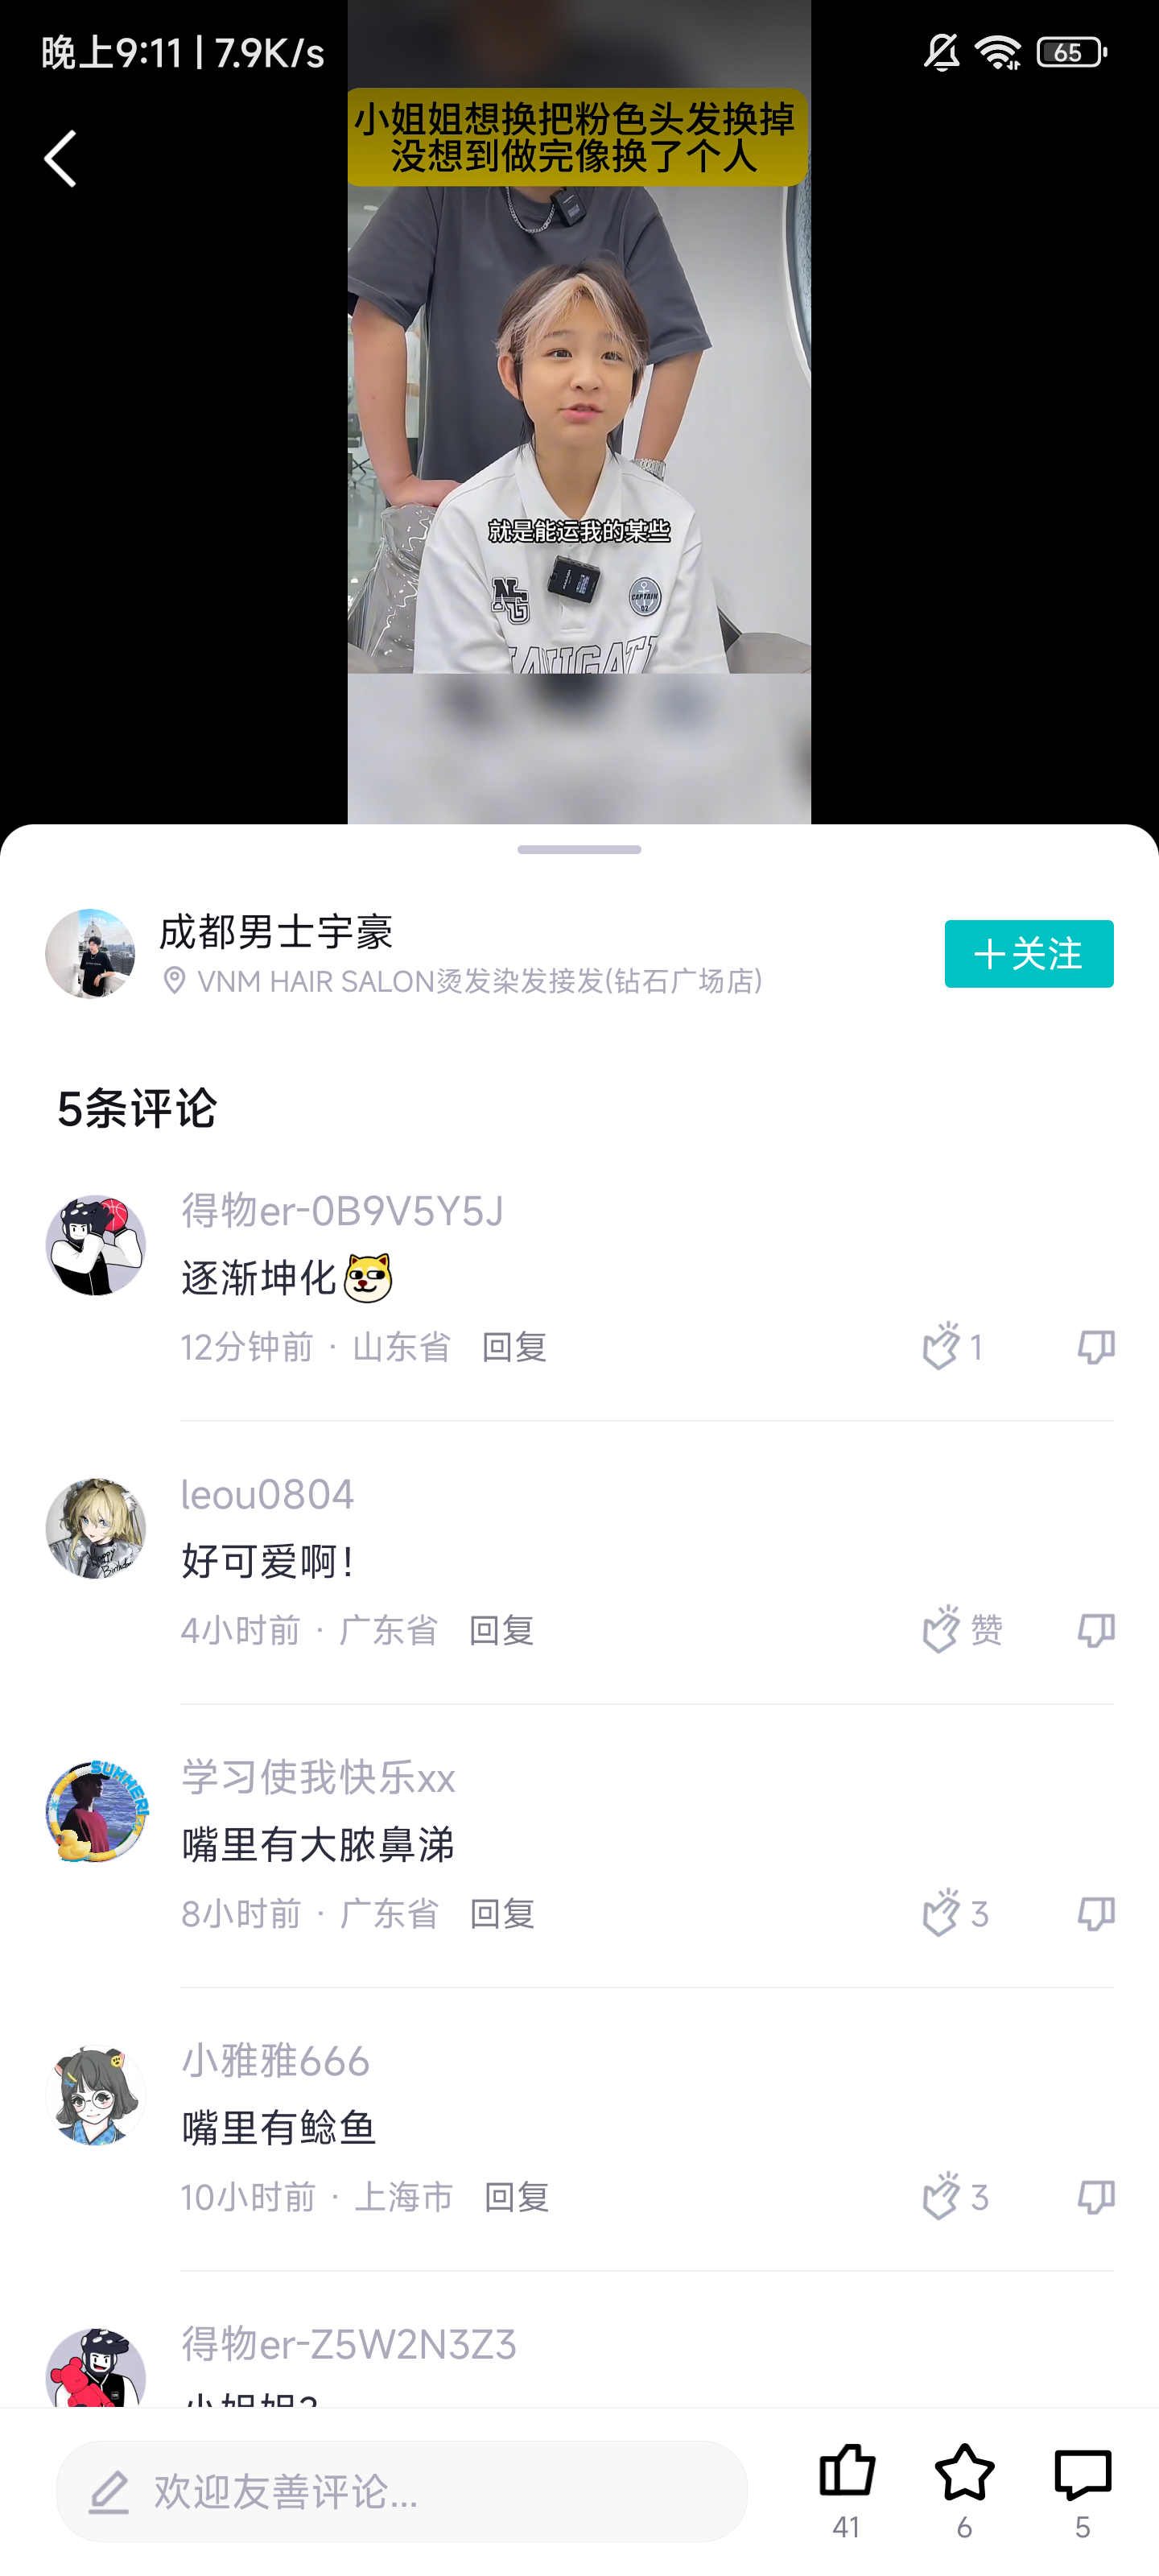 晚上9:11 | 7.9K/s
65
小姐姐想换把粉色头发换掉
没想到做完像换了个人
就是能运我的某些
NG
CAPTAIN
02
NAVIGATI
成都男士宇豪
VNM HAIR SALON烫发染发接发(钻石广场店)
+关注
5条评论
得物er-0B9V5Y5J
逐渐坤化
12分钟前 · 山东省 回复
1
leou0804
好可爱啊!
4小时前 · 广东省 回复
赞
SUMMER!
学习使我快乐xx
嘴里有大脓鼻涕
8小时前 · 广东省 回复
3
小雅雅666
嘴里有鲶鱼
10小时前 · 上海市 回复
3
得物er-Z5W2N3Z3
小姐姐?
欢迎友善评论...
41
6
5